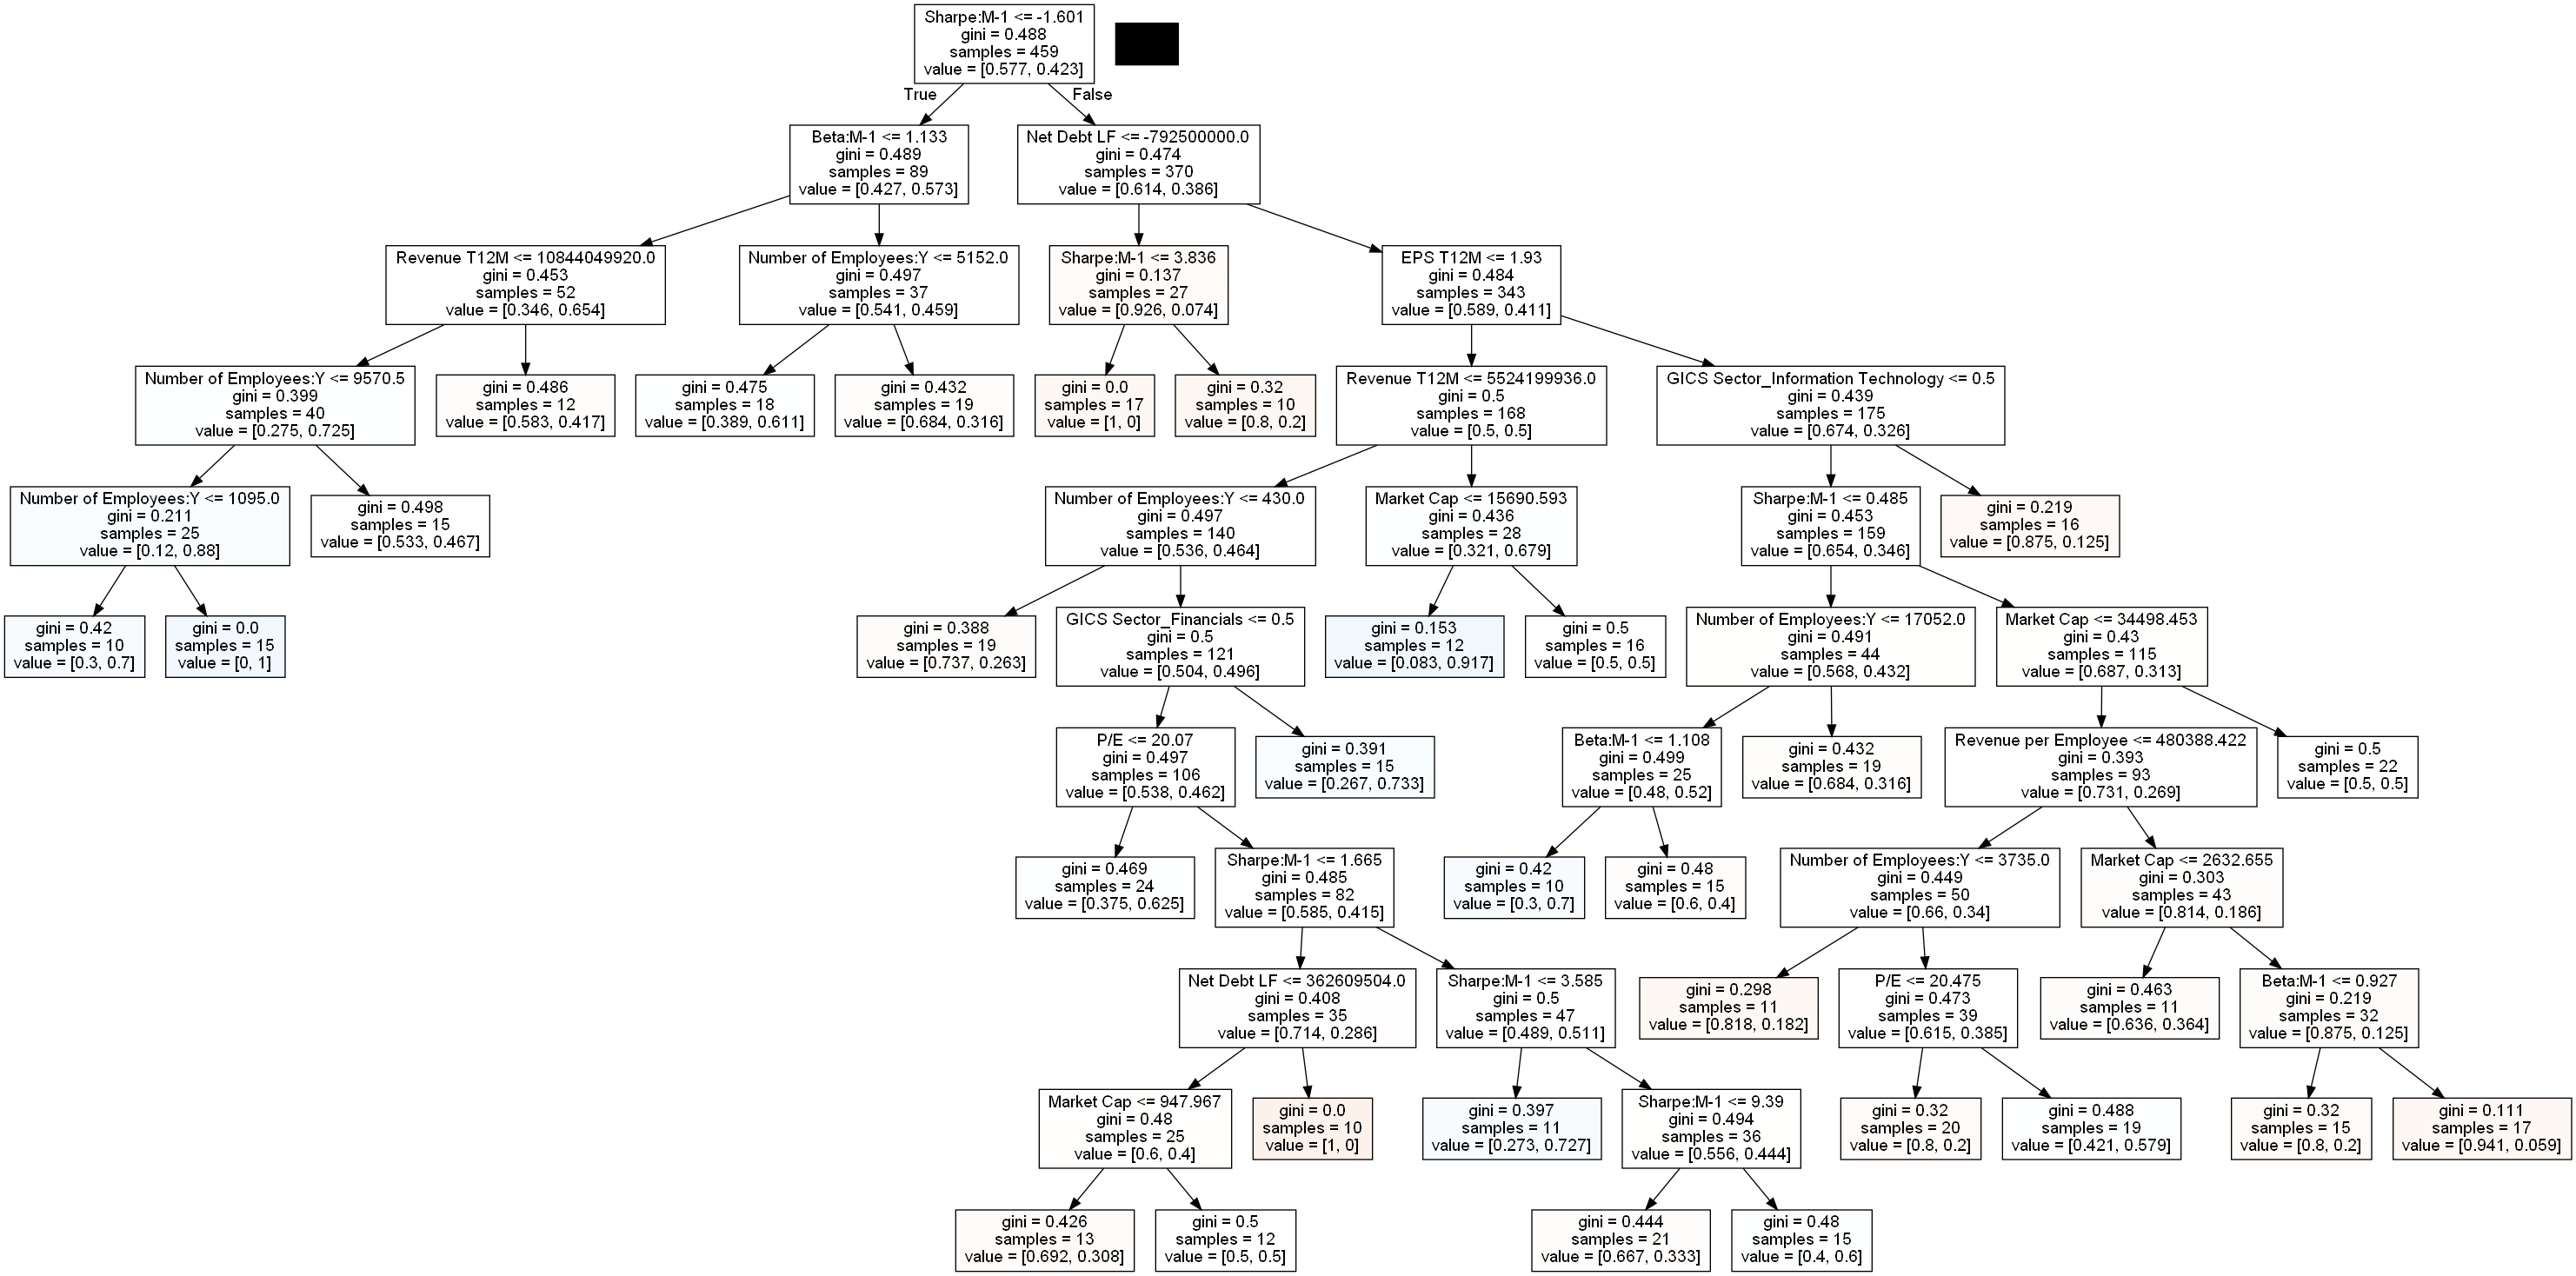 Sharpe:M-1 <= -1.601
gini = 0.488
samples = 459
value = [0.577, 0.423]
True
False
Beta:M-1 <= 1.133
gini = 0.489
samples = 89
value = [0.427, 0.573]
Net Debt LF <= -792500000.0
gini = 0.474
samples = 370
value = [0.614, 0.386]
Revenue T12M <= 10844049920.0
gini = 0.453
samples = 52
value = [0.346, 0.654]
Number of Employees:Y <= 5152.0
gini = 0.497
samples = 37
value = [0.541, 0.459]
Sharpe:M-1 <= 3.836
gini = 0.137
samples = 27
value = [0.926, 0.074]
EPS T12M <= 1.93
gini = 0.484
samples = 343
value = [0.589, 0.411]
Number of Employees:Y <= 9570.5
gini = 0.399
samples = 40
value = [0.275, 0.725]
gini = 0.486
samples = 12
value = [0.583, 0.417]
gini = 0.475
samples = 18
value = [0.389, 0.611]
gini = 0.432
samples = 19
value = [0.684, 0.316]
gini = 0.0
samples = 17
value = [1, 0]
gini = 0.32
samples = 10
value = [0.8, 0.2]
Revenue T12M <= 5524199936.0
gini = 0.5
samples = 168
value = [0.5, 0.5]
GICS Sector_Information Technology <= 0.5
gini = 0.439
samples = 175
value = [0.674, 0.326]
Number of Employees:Y <= 1095.0
gini = 0.211
samples = 25
value = [0.12, 0.88]
gini = 0.498
samples = 15
value = [0.533, 0.467]
Number of Employees:Y <= 430.0
gini = 0.497
samples = 140
value = [0.536, 0.464]
Market Cap <= 15690.593
gini = 0.436
samples = 28
value = [0.321, 0.679]
Sharpe:M-1 <= 0.485
gini = 0.453
samples = 159
value = [0.654, 0.346]
gini = 0.219
samples = 16
value = [0.875, 0.125]
gini = 0.42
samples = 10
value = [0.3, 0.7]
gini = 0.0
samples = 15
value = [0, 1]
gini = 0.388
samples = 19
value = [0.737, 0.263]
GICS Sector_Financials <= 0.5
gini = 0.5
samples = 121
value = [0.504, 0.496]
gini = 0.153
samples = 12
value = [0.083, 0.917]
gini = 0.5
samples = 16
value = [0.5, 0.5]
Number of Employees:Y <= 17052.0
gini = 0.491
samples = 44
value = [0.568, 0.432]
Market Cap <= 34498.453
gini = 0.43
samples = 115
value = [0.687, 0.313]
P/E <= 20.07
gini = 0.497
samples = 106
value = [0.538, 0.462]
gini = 0.391
samples = 15
value = [0.267, 0.733]
Beta:M-1 <= 1.108
gini = 0.499
samples = 25
value = [0.48, 0.52]
gini = 0.432
samples = 19
value = [0.684, 0.316]
Revenue per Employee <= 480388.422
gini = 0.393
samples = 93
value = [0.731, 0.269]
gini = 0.5
samples = 22
value = [0.5, 0.5]
gini = 0.469
samples = 24
value = [0.375, 0.625]
Sharpe:M-1 <= 1.665
gini = 0.485
samples = 82
value = [0.585, 0.415]
gini = 0.42
samples = 10
value = [0.3, 0.7]
gini = 0.48
samples = 15
value = [0.6, 0.4]
Number of Employees:Y <= 3735.0
gini = 0.449
samples = 50
value = [0.66, 0.34]
Market Cap <= 2632.655
gini = 0.303
samples = 43
value = [0.814, 0.186]
Net Debt LF <= 362609504.0
gini = 0.408
samples = 35
value = [0.714, 0.286]
Sharpe:M-1 <= 3.585
gini = 0.5
samples = 47
value = [0.489, 0.511]
gini = 0.298
samples = 11
value = [0.818, 0.182]
P/E <= 20.475
gini = 0.473
samples = 39
value = [0.615, 0.385]
gini = 0.463
samples = 11
value = [0.636, 0.364]
Beta:M-1 <= 0.927
gini = 0.219
samples = 32
value = [0.875, 0.125]
Market Cap <= 947.967
gini = 0.48
samples = 25
value = [0.6, 0.4]
gini = 0.0
samples = 10
value = [1, 0]
gini = 0.397
samples = 11
value = [0.273, 0.727]
Sharpe:M-1 <= 9.39
gini = 0.494
samples = 36
value = [0.556, 0.444]
gini = 0.32
samples = 20
value = [0.8, 0.2]
gini = 0.488
samples = 19
value = [0.421, 0.579]
gini = 0.32
samples = 15
value = [0.8, 0.2]
gini = 0.111
samples = 17
value = [0.941, 0.059]
gini = 0.426
samples = 13
value = [0.692, 0.308]
gini = 0.5
samples = 12
value = [0.5, 0.5]
gini = 0.444
samples = 21
value = [0.667, 0.333]
gini = 0.48
samples = 15
value = [0.4, 0.6]